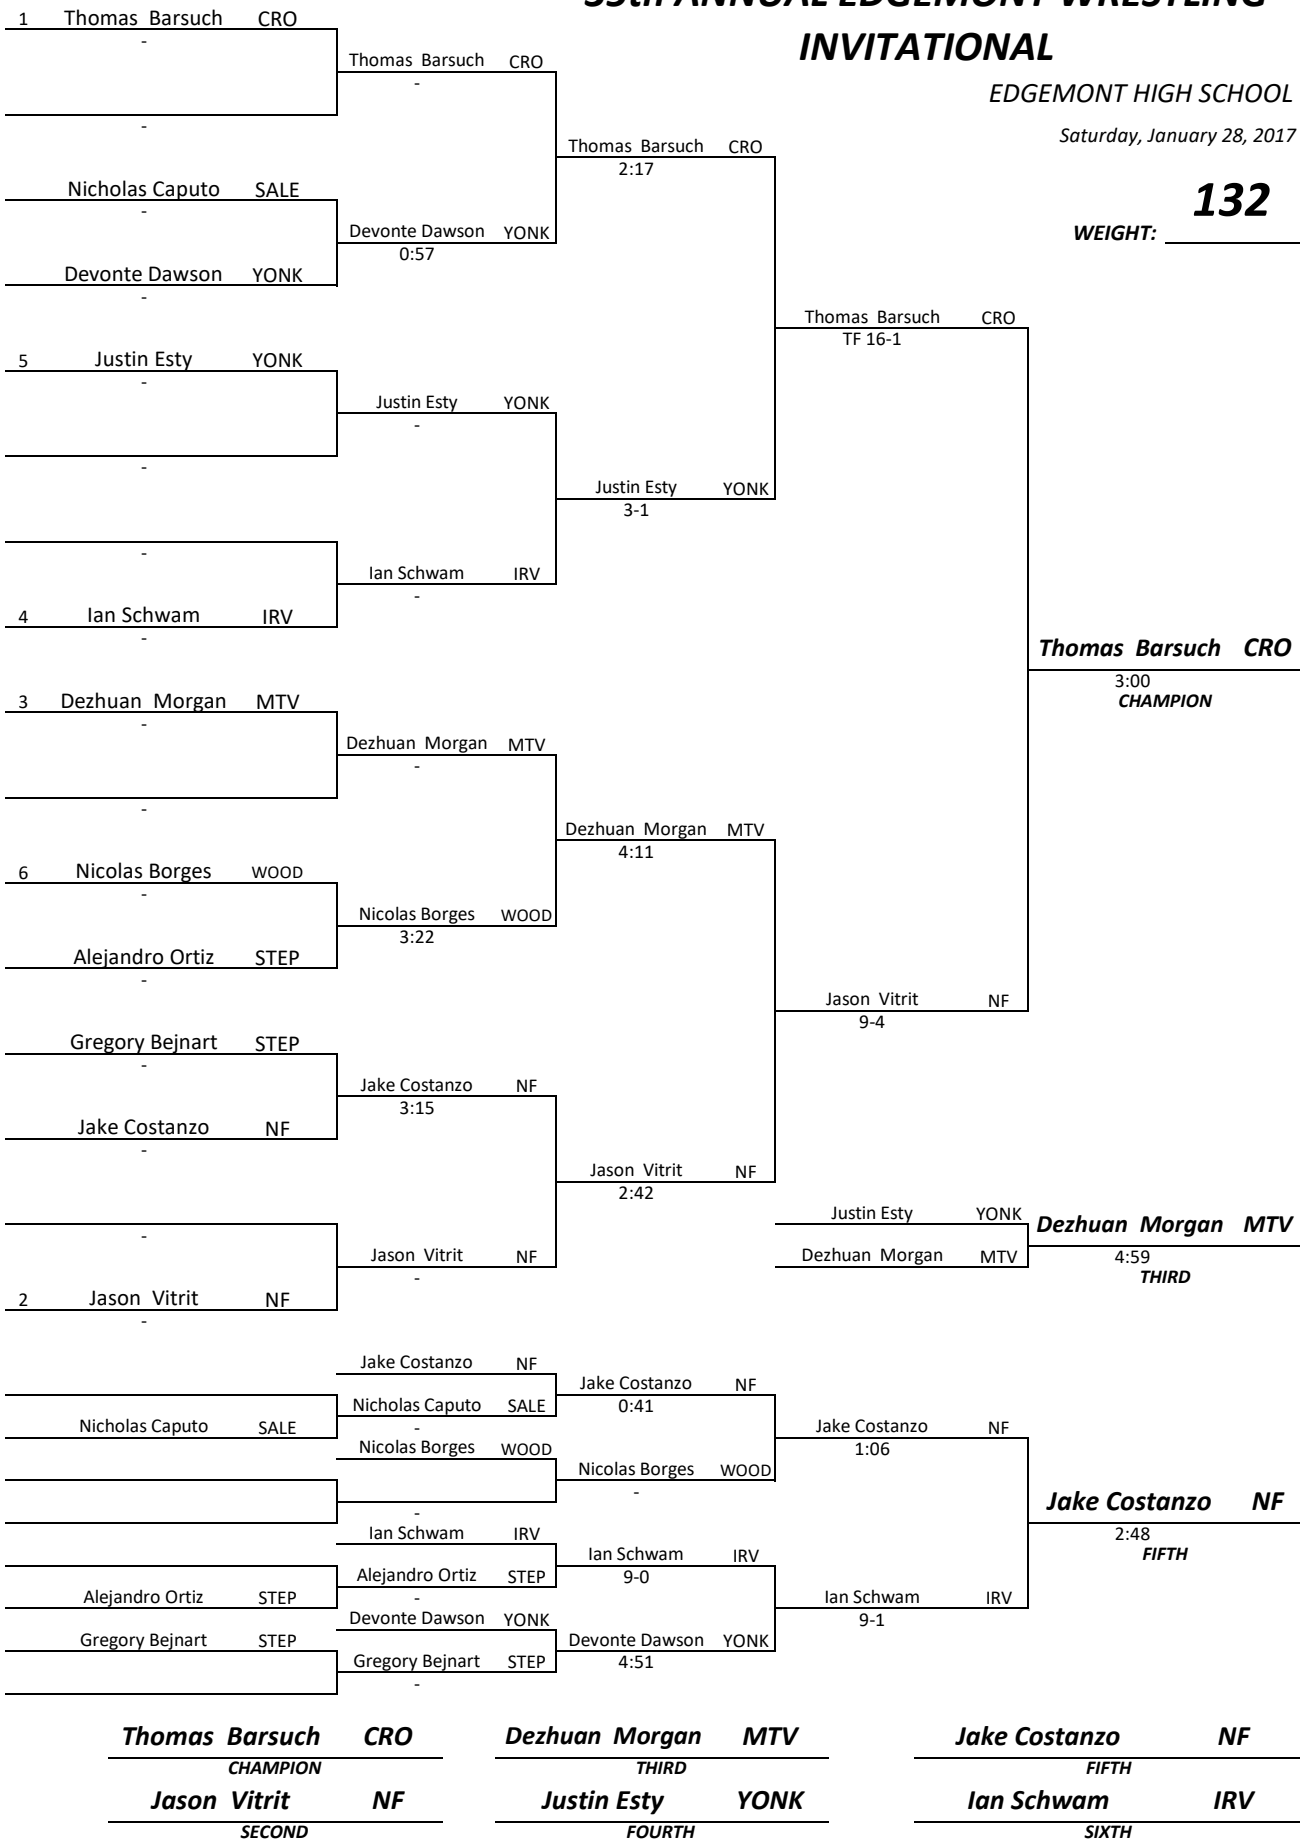 35th ANNUAL EDGEMONT WRESTLING
INVITATIONAL
EDGEMONT HIGH SCHOOL
Saturday, January 28, 2017
132
WEIGHT:
1 Thomas Barsuch CRO
-
Thomas Barsuch CRO
-
-
Thomas Barsuch CRO
2:17
Nicholas Caputo SALE
-
Devonte Dawson YONK
0:57
Devonte Dawson YONK
-
Thomas Barsuch CRO
TF 16-1
5 Justin Esty YONK
-
Justin Esty YONK
-
-
Justin Esty YONK
3-1
-
Ian Schwam IRV
-
4 Ian Schwam IRV
-
Thomas Barsuch CRO
3:00
CHAMPION
3 Dezhuan Morgan MTV
-
Dezhuan Morgan MTV
-
-
Dezhuan Morgan MTV
4:11
6 Nicolas Borges WOOD
-
Nicolas Borges WOOD
3:22
Alejandro Ortiz STEP
-
Jason Vitrit NF
9-4
Gregory Bejnart STEP
-
Jake Costanzo NF
3:15
Jake Costanzo NF
-
Jason Vitrit NF
2:42
-
Jason Vitrit NF
-
2 Jason Vitrit NF
-
Justin Esty YONK
Dezhuan Morgan MTV
Dezhuan Morgan MTV
4:59
THIRD
Jake Costanzo NF
Jake Costanzo NF
0:41
Nicholas Caputo SALE
-
Nicholas Caputo SALE
Jake Costanzo NF
1:06
Nicolas Borges WOOD
Nicolas Borges WOOD
-
-
Jake Costanzo NF
2:48
FIFTH
Ian Schwam IRV
Ian Schwam IRV
9-0
Alejandro Ortiz STEP
-
Alejandro Ortiz STEP
Ian Schwam IRV
9-1
Devonte Dawson YONK
Gregory Bejnart STEP
Devonte Dawson YONK
4:51
Gregory Bejnart STEP
-
Thomas Barsuch CRO Dezhuan Morgan MTV Jake Costanzo NF
CHAMPION THIRD FIFTH
Jason Vitrit NF Justin Esty YONK Ian Schwam IRV
SECOND FOURTH SIXTH